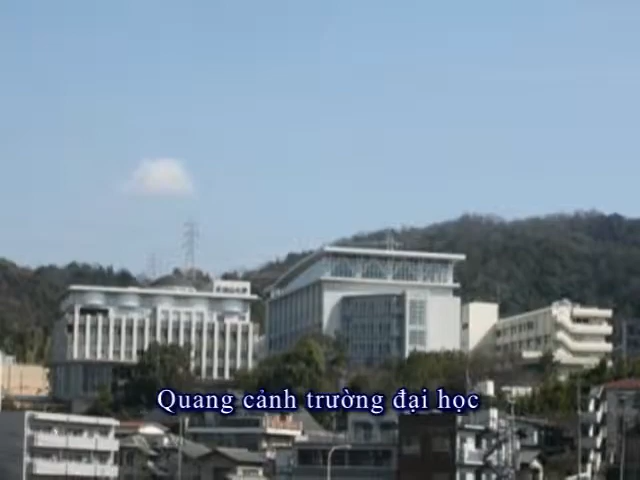 Quang cảnh trường đại học